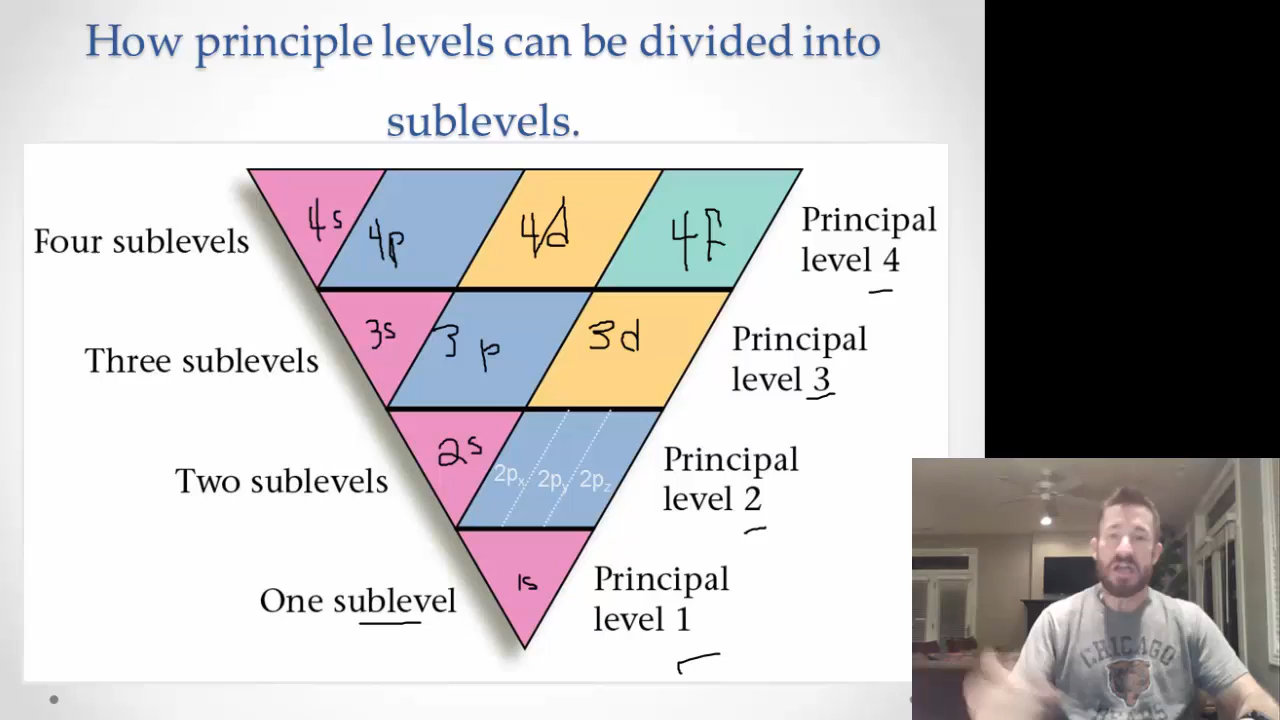 How principle levels can be divided into
sublevels.
Four sublevels
4s
4p
4d
4f
Principal
level 4
Three sublevels
3s
3p
3d
Principal
level 3
Two sublevels
2s
2px 2py 2pz
Principal
level 2
One sublevel
1s
Principal
level 1
CHICAGO